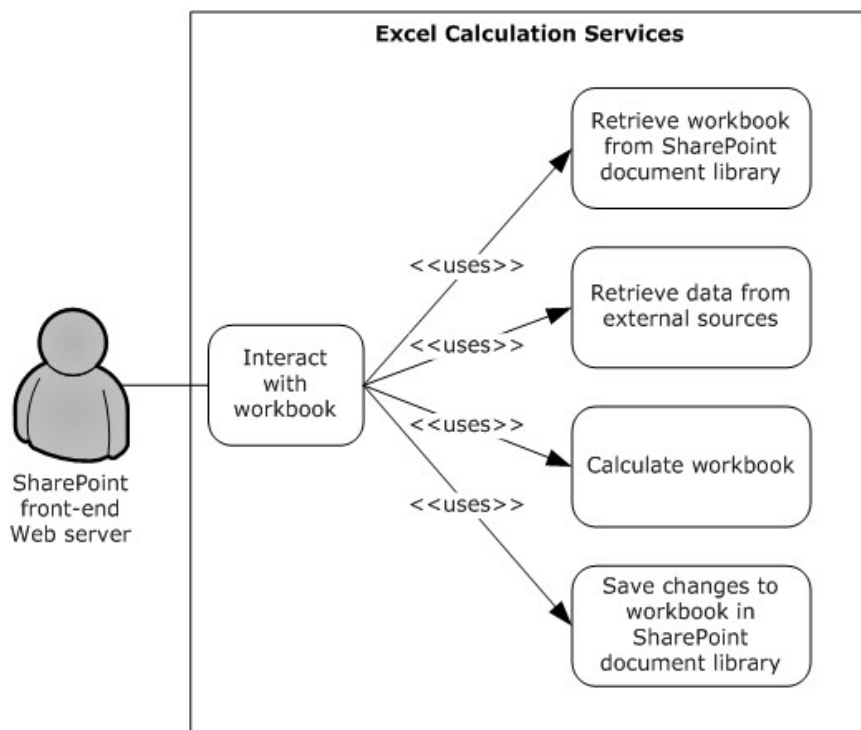 Excel Calculation Services
Retrieve workbook
from SharePoint
document library
<<uses>>
Retrieve data from
external sources
<<uses>>
Interact
with
workbook
SharePoint
front-end
Web server
<<uses>>
Calculate workbook
<<uses>>
Save changes to
workbook in
SharePoint
document library